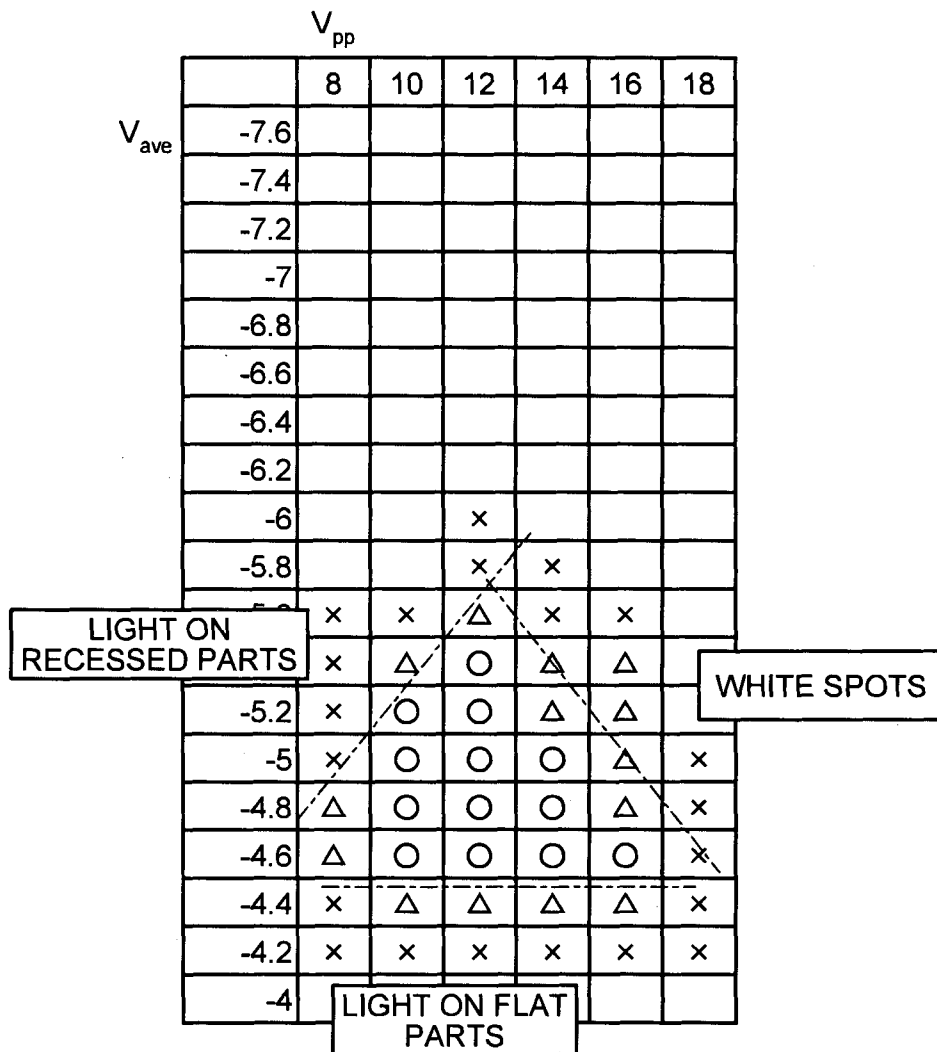 Vpp
8 10 12 14 16 18
Vave
-7.6
-7.4
-7.2
-7
-6.8
-6.6
-6.4
-6.2
-6 ×
-5.8 × ×
× × △ × ×
LIGHT ON
RECESSED PARTS
× △ ○ △ △
WHITE SPOTS
-5.2 × ○ ○ △ △
-5 × ○ ○ ○ △ ×
-4.8 △ ○ ○ ○ △ ×
-4.6 △ ○ ○ ○ ○ ×
-4.4 × △ △ △ △ ×
-4.2 × × × × × ×
-4
LIGHT ON FLAT
PARTS